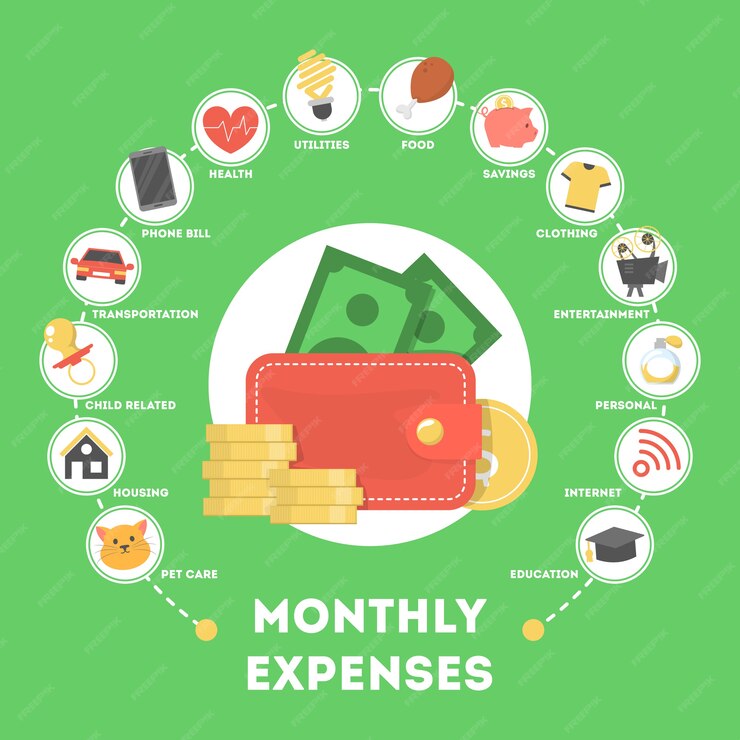 UTILITIES
FOOD
HEALTH
SAVINGS
PHONE BILL
CLOTHING
TRANSPORTATION
ENTERTAINMENT
CHILD RELATED
PERSONAL
HOUSING
INTERNET
PET CARE
EDUCATION
MONTHLY
EXPENSES